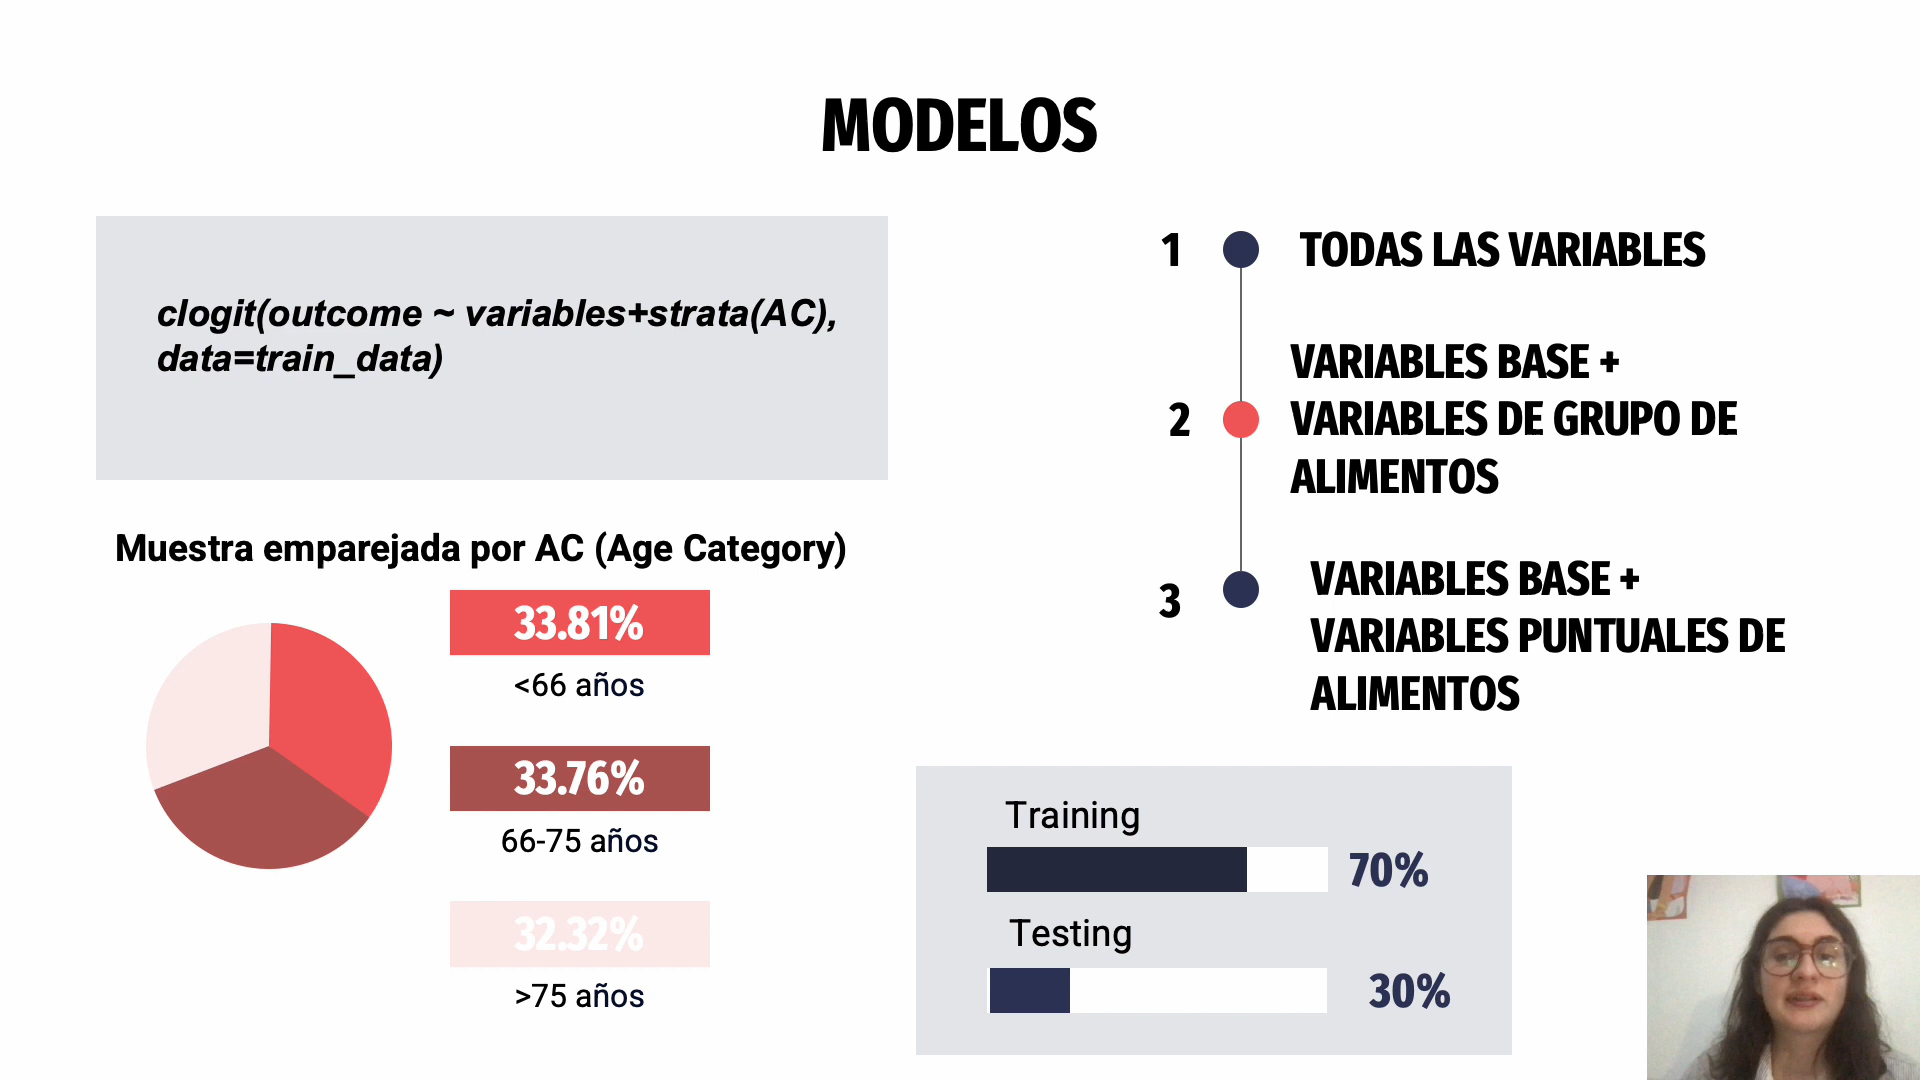 MODELOS
clogit(outcome ~ variables+strata(AC),
data=train_data)
Muestra emparejada por AC (Age Category)
33.81%
<66 años
33.76%
66-75 años
32.32%
>75 años
1
TODAS LAS VARIABLES
2
VARIABLES BASE +
VARIABLES DE GRUPO DE
ALIMENTOS
3
VARIABLES BASE +
VARIABLES PUNTUALES DE
ALIMENTOS
Training
70%
Testing
30%